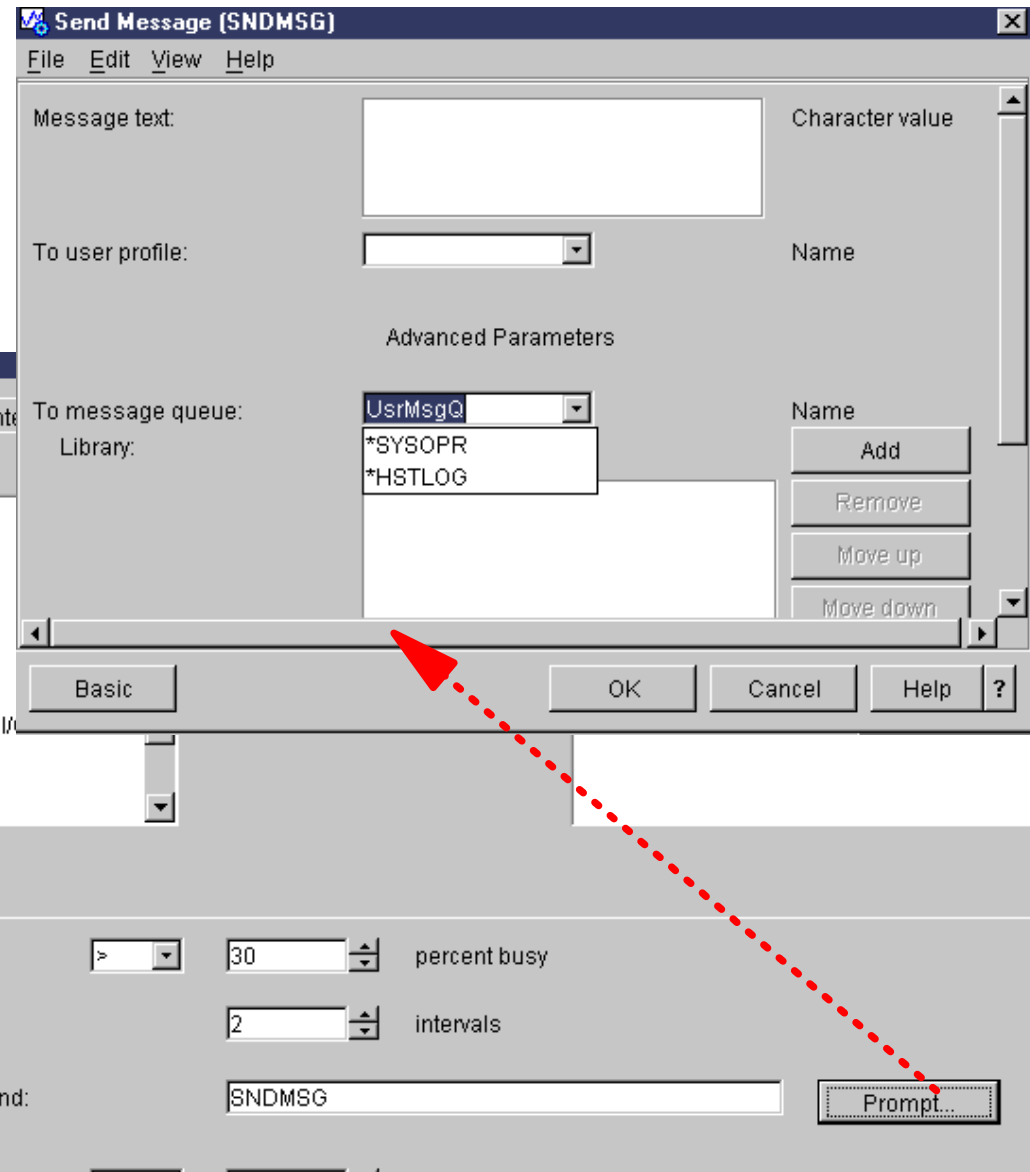 Send Message (SNDMSG)
File Edit View Help
Message text:
Character value
To user profile:
Name
Advanced Parameters
To message queue:
UsrMsgQ
Name
Library:
*SYSOPR
*HSTLOG
Add
Remove
Move up
Move down
Basic
OK
Cancel
Help
?
> 30 percent busy
2 intervals
nd:
SNDMSG
Prompt...